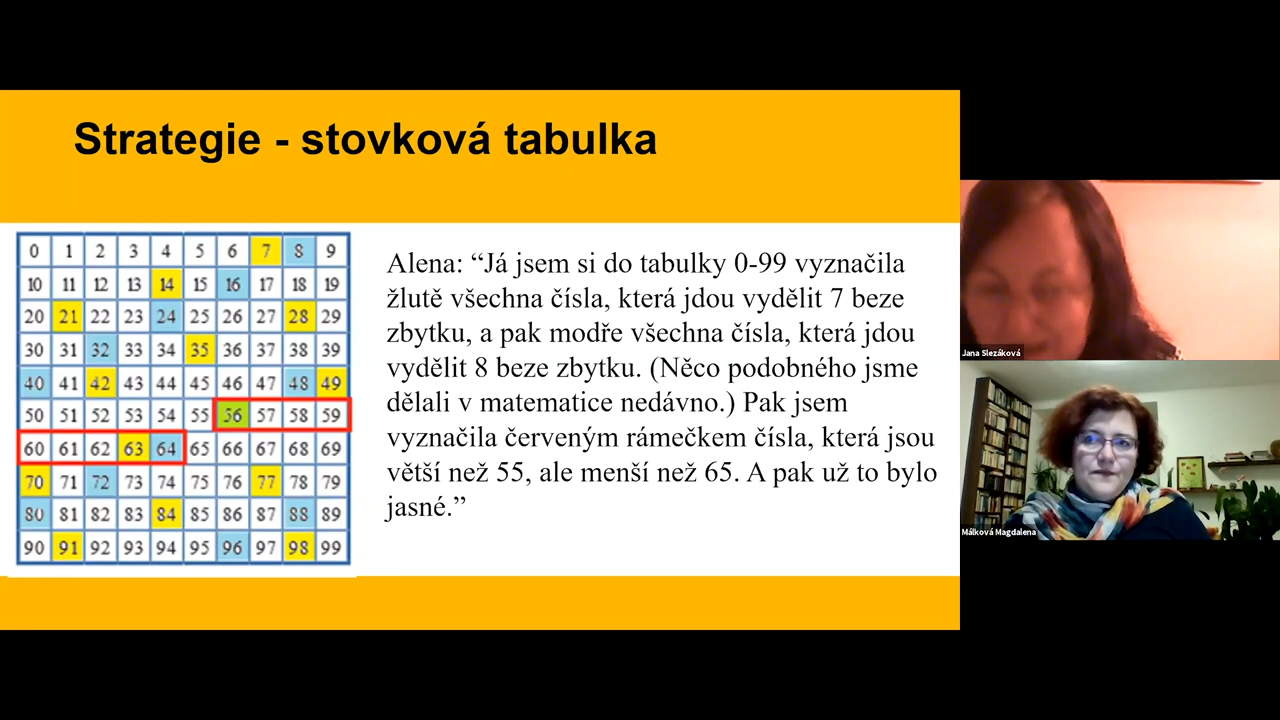 Strategie - stovková tabulka
0 1 2 3 4 5 6 7 8 9
10 11 12 13 14 15 16 17 18 19
20 21 22 23 24 25 26 27 28 29
30 31 32 33 34 35 36 37 38 39
40 41 42 43 44 45 46 47 48 49
50 51 52 53 54 55 56 57 58 59
60 61 62 63 64 65 66 67 68 69
70 71 72 73 74 75 76 77 78 79
80 81 82 83 84 85 86 87 88 89
90 91 92 93 94 95 96 97 98 99
Alena: “Já jsem si do tabulky 0-99 vyznačila
žlutě všechna čísla, která jdou vydělit 7 beze
zbytku, a pak modře všechna čísla, která jdou
vydělit 8 beze zbytku. (Něco podobného jsme
dělali v matematice nedávno.) Pak jsem
vyznačila červeným rámečkem čísla, která jsou
větší než 55, ale menší než 65. A pak už to bylo
jasné.”
Jana Slezáková
Málková Magdalena